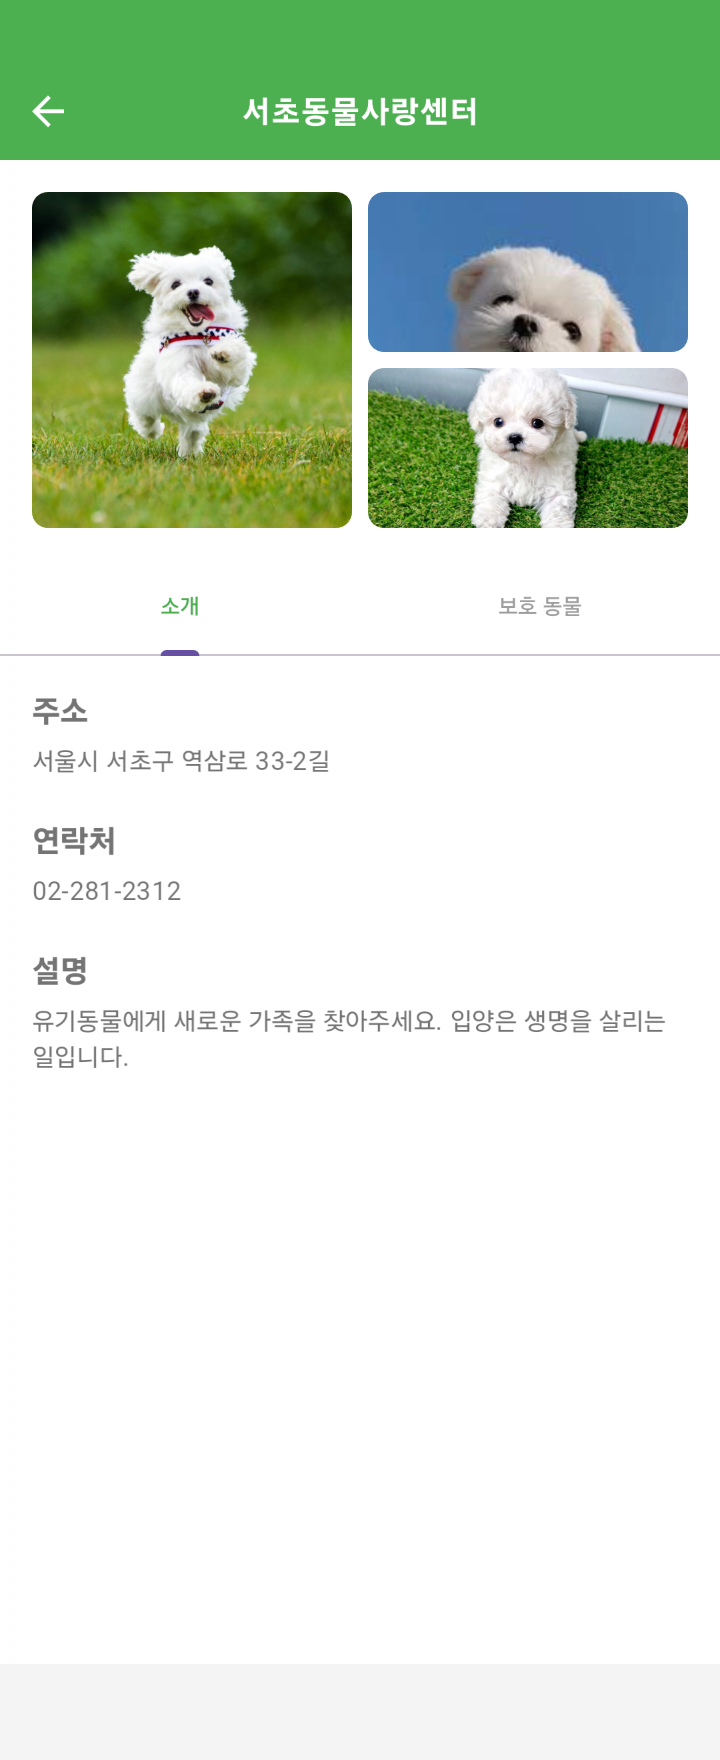 서초동물사랑센터
소개
보호 동물
주소
서울시 서초구 역삼로 33-2길
연락처
02-281-2312
설명
유기동물에게 새로운 가족을 찾아주세요. 입양은 생명을 살리는
일입니다.